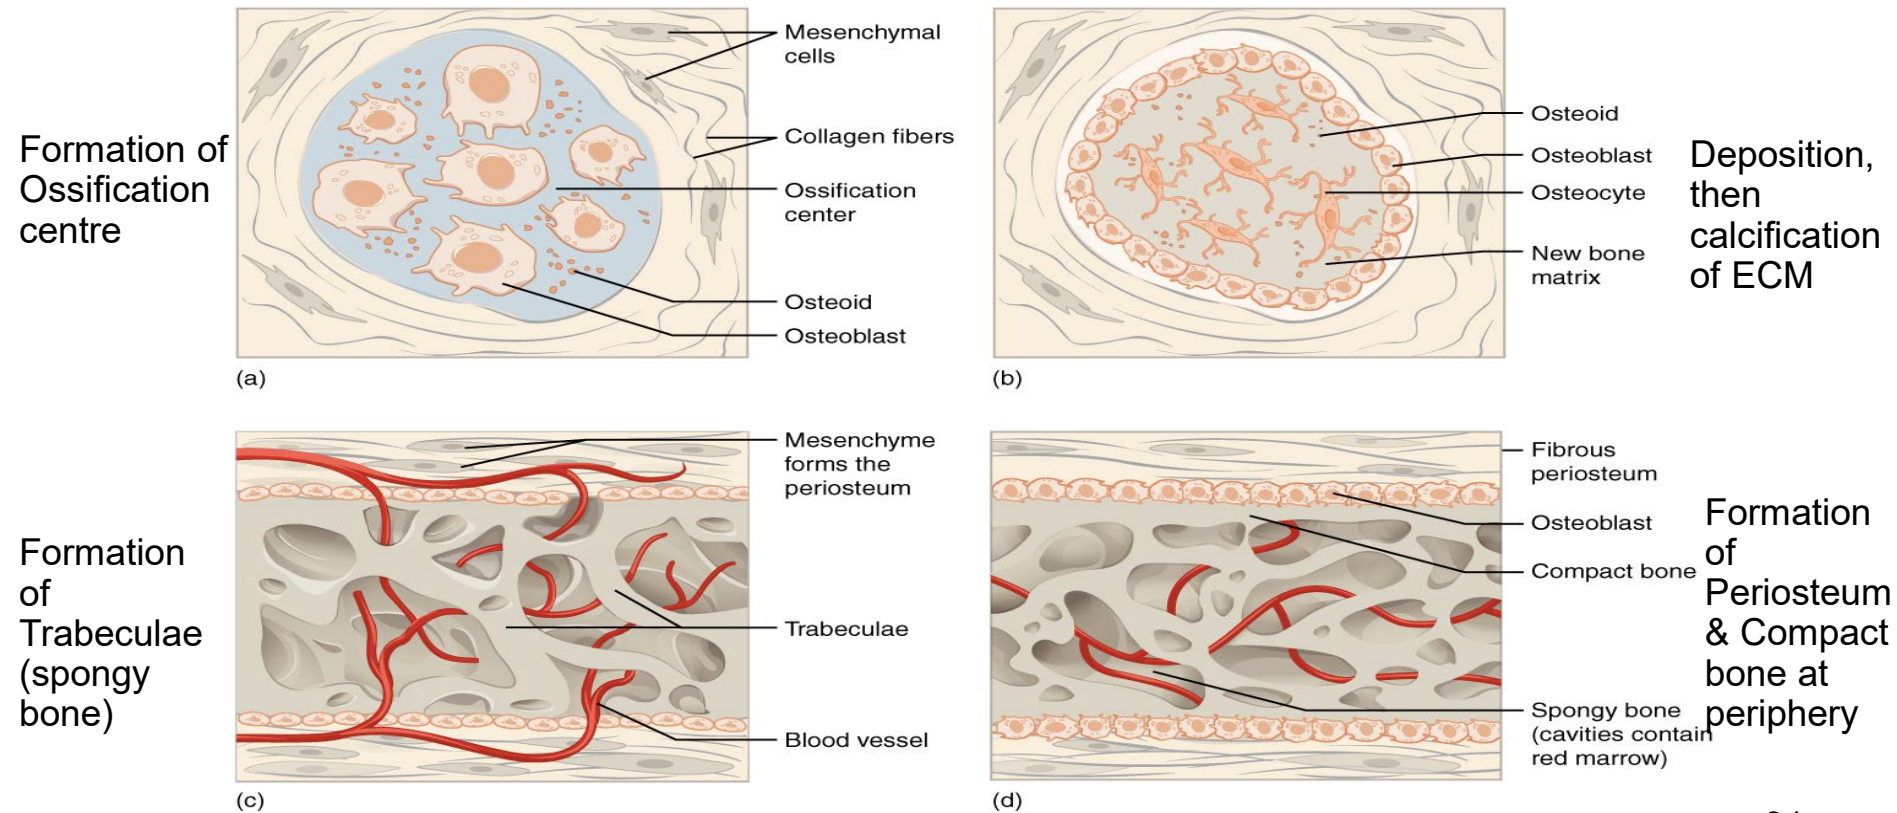 Formation of
Ossification
centre
Mesenchymal
cells
Collagen fibers
Ossification
center
Osteoid
Osteoblast
(a)
Osteoid
Osteoblast
Osteocyte
New bone
matrix
(b)
Deposition,
then
calcification
of ECM
Formation
of
Trabeculae
(spongy
bone)
Mesenchyme
forms the
periosteum
Trabeculae
Blood vessel
(c)
Fibrous
periosteum
Osteoblast
Compact bone
Spongy bone
(cavities contain
red marrow)
(d)
Formation
of
Periosteum
& Compact
bone at
periphery